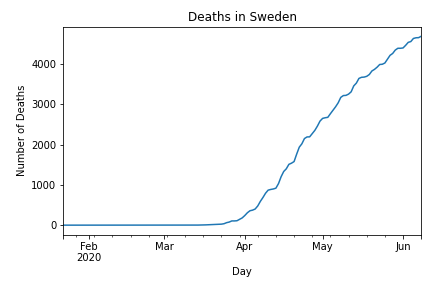 Deaths in Sweden
Number of Deaths
4000
3000
2000
1000
0
Feb
2020
Mar
Apr
May
Jun
Day